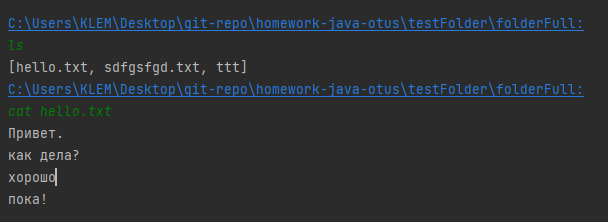 C:\Users\KLEM\Desktop\git-repo\homework-java-otus\testFolder\folderFull:
ls
[hello.txt, sdfgsfgd.txt, ttt]
C:\Users\KLEM\Desktop\git-repo\homework-java-otus\testFolder\folderFull:
cat hello.txt
Привет.
как дела?
хорошо
пока!